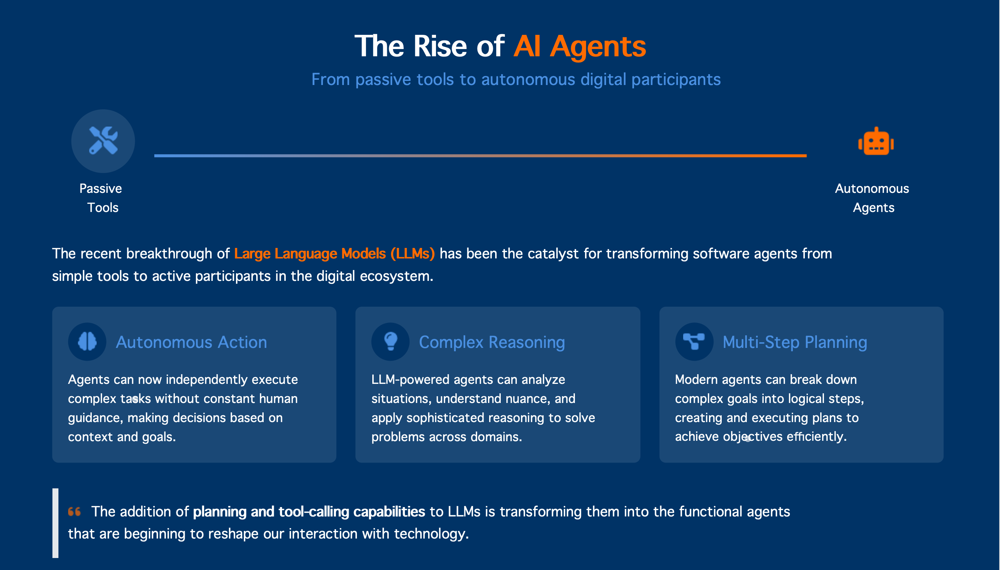 The Rise of AI Agents
From passive tools to autonomous digital participants
Passive
Tools
Autonomous
Agents
The recent breakthrough of Large Language Models (LLMs) has been the catalyst for transforming software agents from
simple tools to active participants in the digital ecosystem.
Autonomous Action
Agents can now independently execute
complex tasks without constant human
guidance, making decisions based on
context and goals.
Complex Reasoning
LLM-powered agents can analyze
situations, understand nuance, and
apply sophisticated reasoning to solve
problems across domains.
Multi-Step Planning
Modern agents can break down
complex goals into logical steps,
creating and executing plans to
achieve objectives efficiently.
“ The addition of planning and tool-calling capabilities to LLMs is transforming them into the functional agents
that are beginning to reshape our interaction with technology.